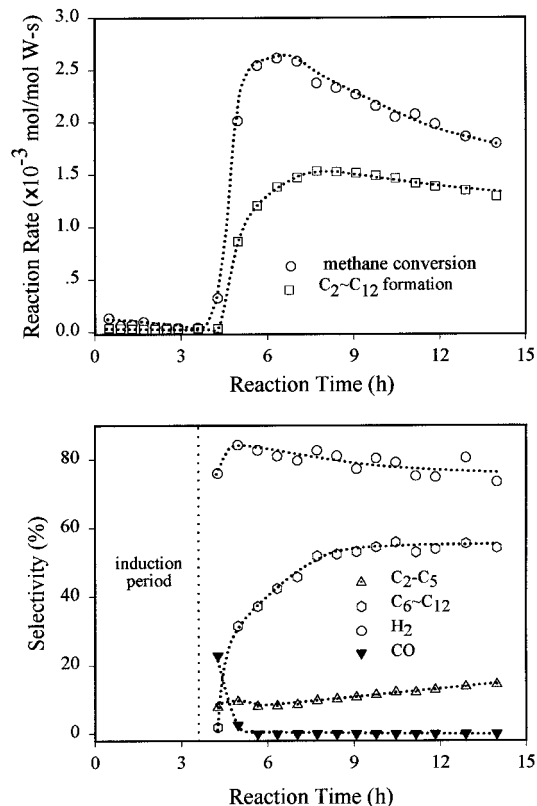 3.0
2.5
2.0
1.5
1.0
.5
0.0
Reaction Rate (x10⁻³ mol/mol W-s)
methane conversion
C₂~C₁₂ formation
0 3 6 9 12 15
Reaction Time (h)
80
60
40
20
0
Selectivity (%)
induction
period
C₂-C₅
C₆~C₁₂
H₂
CO
0 3 6 9 12 15
Reaction Time (h)